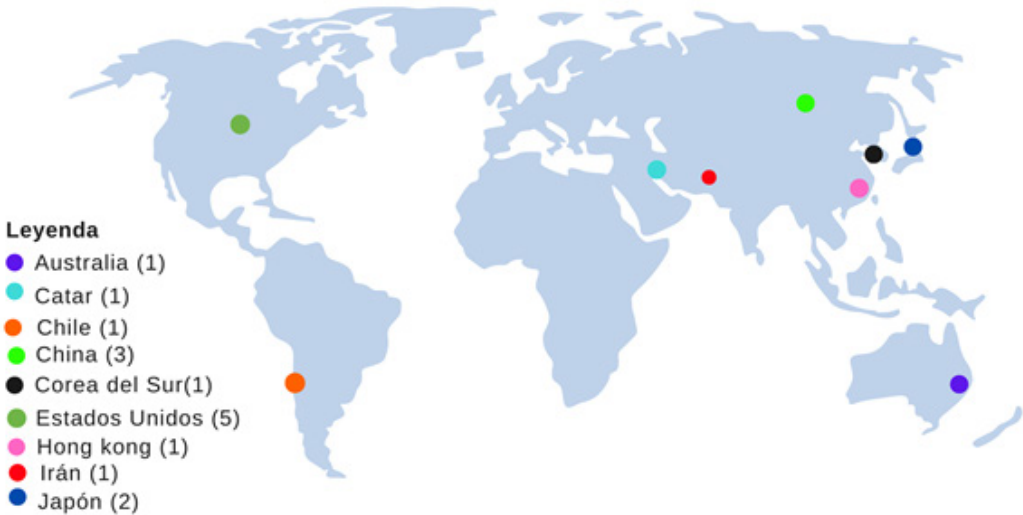 Leyenda
Australia (1)
Catar (1)
Chile (1)
China (3)
Corea del Sur(1)
Estados Unidos (5)
Hong kong (1)
Irán (1)
Japón (2)